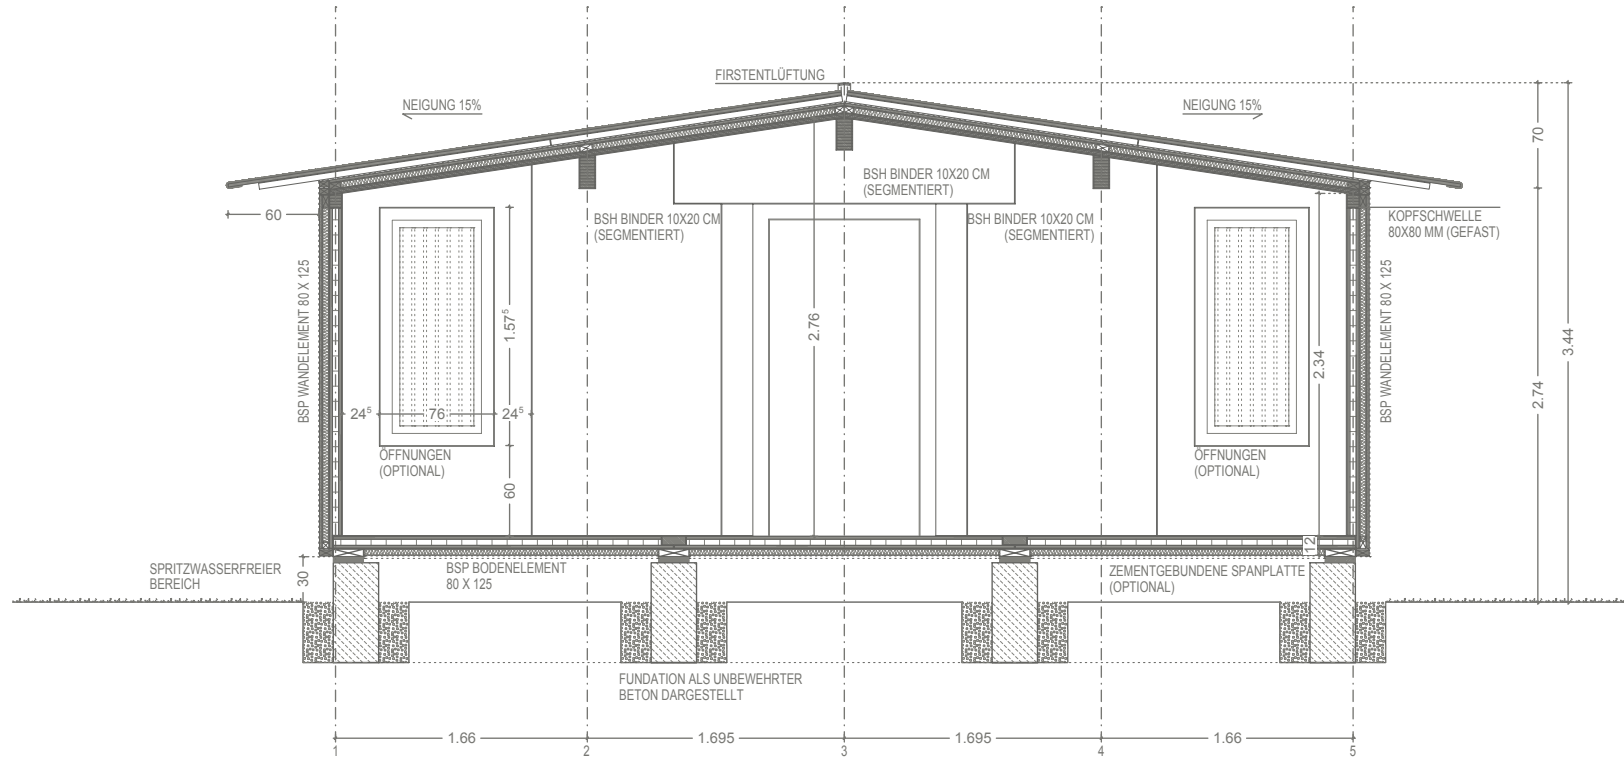 FIRSTENTLÜFTUNG
NEIGUNG 15%
NEIGUNG 15%
70
BSH BINDER 10X20 CM
(SEGMENTIERT)
60
BSH BINDER 10X20 CM
(SEGMENTIERT)
BSH BINDER 10X20 CM
(SEGMENTIERT)
KOPFSCHWELLE
80X80 MM (GEFAST)
BSP WANDELEMENT 80 X 125
1.57⁵
2.76
2.34
BSP WANDELEMENT 80 X 125
2.74
3.44
24⁵
76
24⁵
ÖFFNUNGEN
(OPTIONAL)
ÖFFNUNGEN
(OPTIONAL)
60
12
SPRITZWASSERFREIER
BEREICH
30
BSP BODENELEMENT
80 X 125
ZEMENTGEBUNDENE SPANPLATTE
(OPTIONAL)
FUNDATION ALS UNBEWEHRTER
BETON DARGESTELLT
1.66
1.695
1.695
1.66
1
2
3
4
5